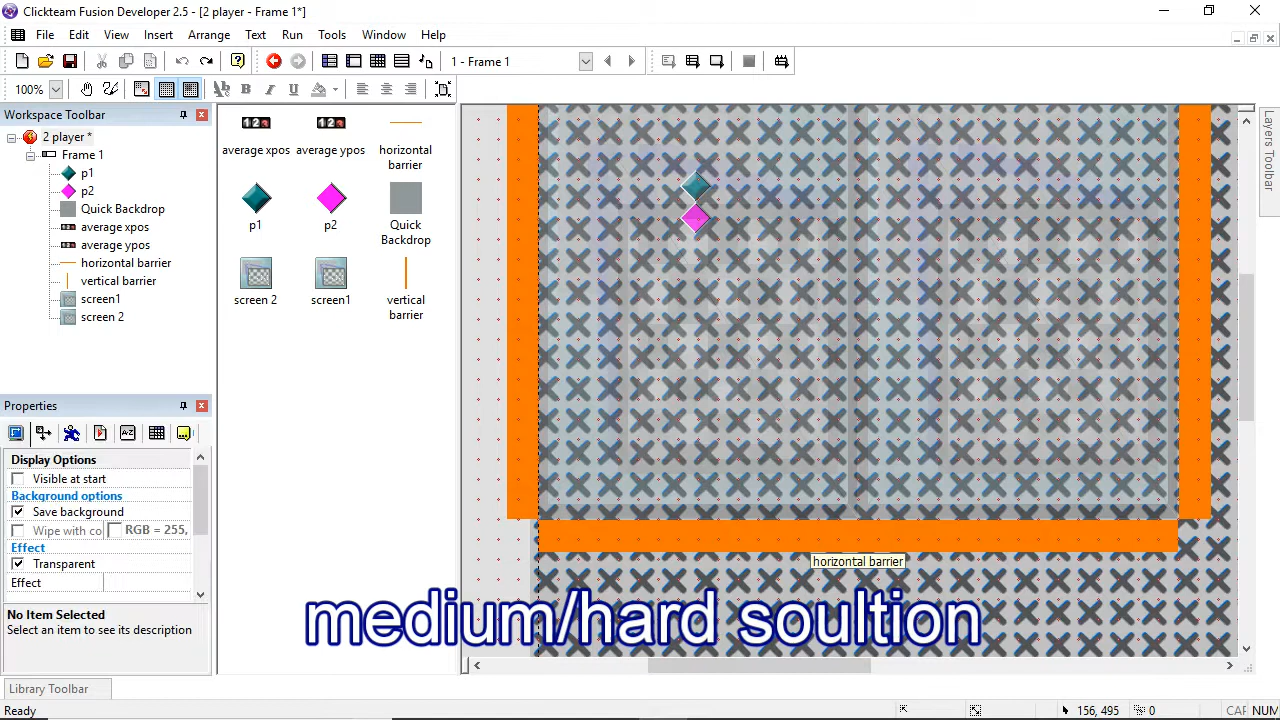 Clickteam Fusion Developer 2.5 - [2 player - Frame 1*]
File Edit View Insert Arrange Text Run Tools Window Help
1 - Frame 1
100%
B I U
Workspace Toolbar
2 player *
Frame 1
p1
p2
Quick Backdrop
average xpos
average ypos
horizontal barrier
vertical barrier
screen1
screen 2
average xpos
average ypos
horizontal
barrier
p1
p2
Quick
Backdrop
screen 2
screen1
vertical
barrier
Layers Toolbar
horizontal barrier
Properties
Display Options
Visible at start
Background options
Save background
Wipe with co
RGB = 255,
Effect
Transparent
Effect
No Item Selected
Select an item to see its description
Library Toolbar
medium/hard soultion
Ready
156, 495
0
CAP
NUM